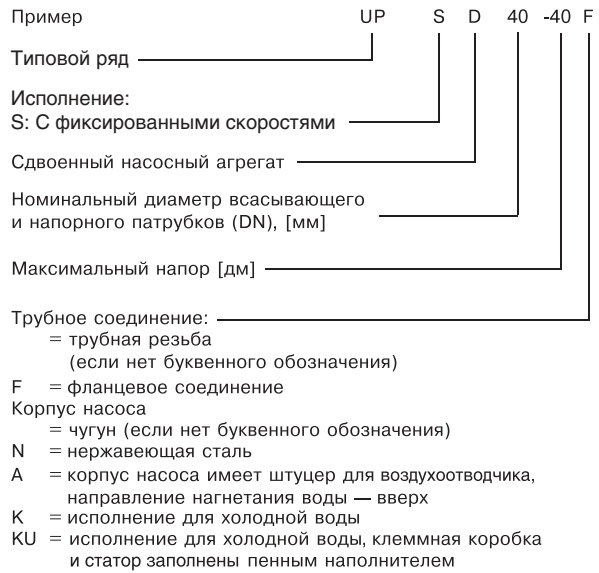 Пример UP S D 40 -40 F
Типовой ряд
Исполнение:
S: С фиксированными скоростями
Сдвоенный насосный агрегат
Номинальный диаметр всасывающего
и напорного патрубков (DN), [мм]
Максимальный напор [дм]
Трубное соединение:
= трубная резьба
(если нет буквенного обозначения)
F = фланцевое соединение
Корпус насоса
= чугун (если нет буквенного обозначения)
N = нержавеющая сталь
A = корпус насоса имеет штуцер для воздухоотводчика,
направление нагнетания воды — вверх
K = исполнение для холодной воды
KU = исполнение для холодной воды, клеммная коробка
и статор заполнены пенным наполнителем